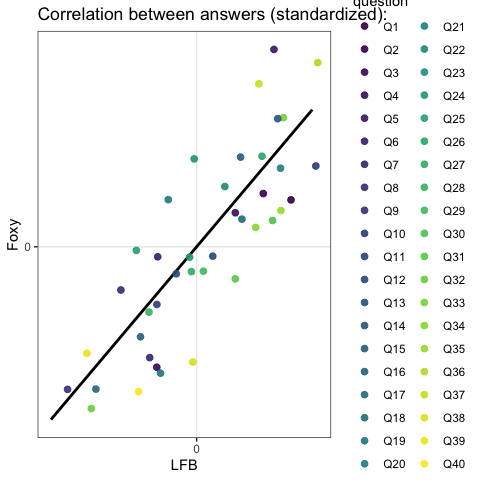 Correlation between answers (standardized):
question
Q1 Q21
Q2 Q22
Q3 Q23
Q4 Q24
Q5 Q25
Q6 Q26
Q7 Q27
Q8 Q28
Q9 Q29
Q10 Q30
Q11 Q31
Q12 Q32
Q13 Q33
Q14 Q34
Q15 Q35
Q16 Q36
Q17 Q37
Q18 Q38
Q19 Q39
Q20 Q40
Foxy
0
0
LFB